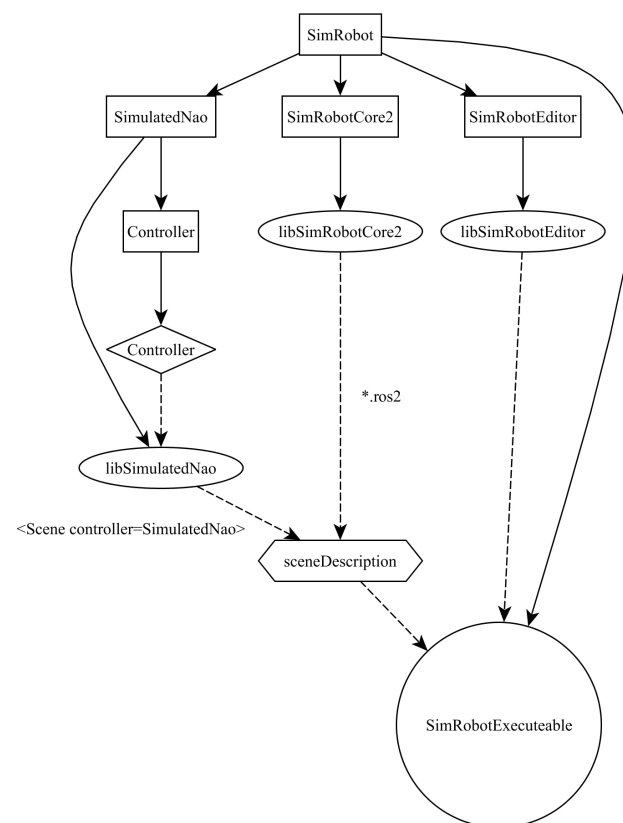 SimRobot
SimulatedNao
SimRobotCore2
SimRobotEditor
Controller
libSimRobotCore2
libSimRobotEditor
Controller
*.ros2
libSimulatedNao
<Scene controller=SimulatedNao>
sceneDescription
SimRobotExecuteable